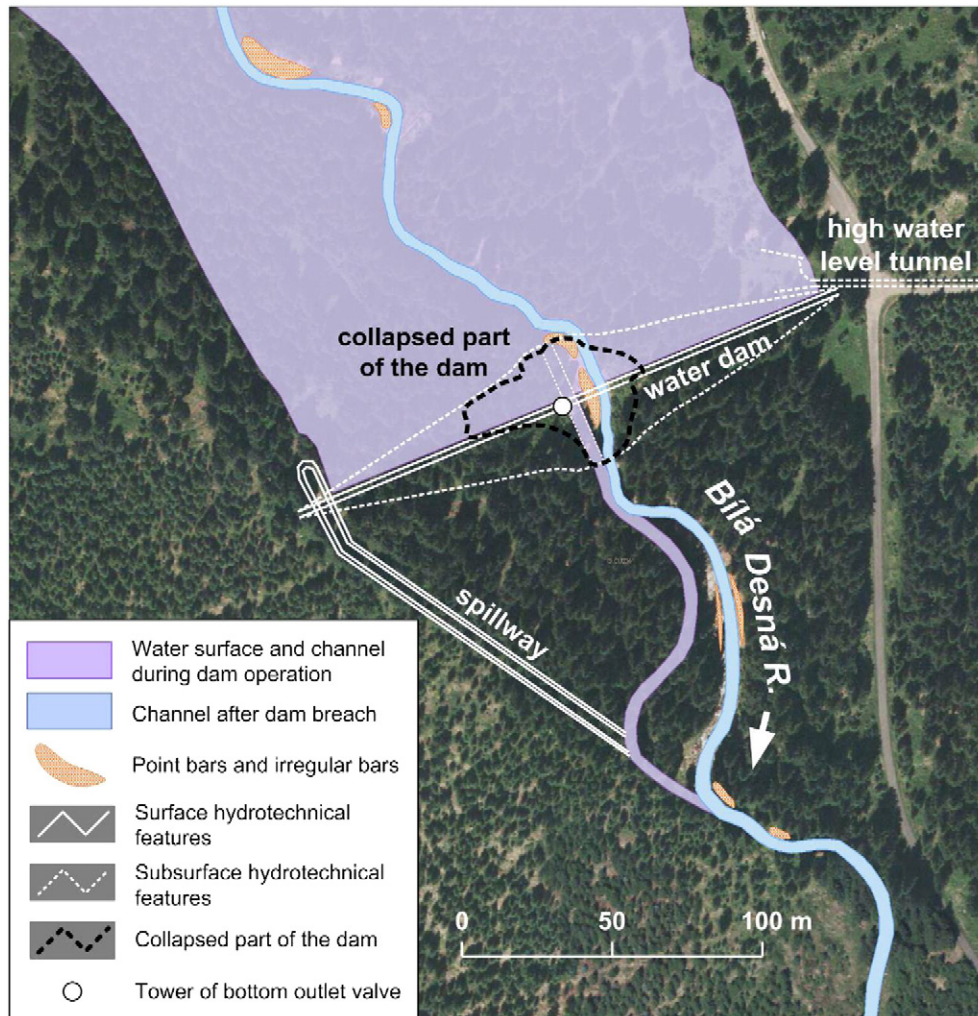 high water
level tunnel
collapsed part
of the dam
water dam
Bílá Desná R.
spillway
Water surface and channel
during dam operation
Channel after dam breach
Point bars and irregular bars
Surface hydrotechnical
features
Subsurface hydrotechnical
features
Collapsed part of the dam
Tower of bottom outlet valve
0 50 100 m